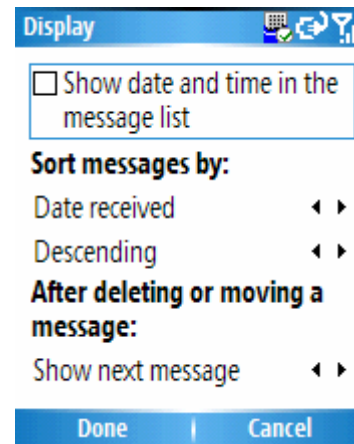 Display
Show date and time in the
message list
Sort messages by:
Date received
Descending
After deleting or moving a
message:
Show next message
Done
Cancel